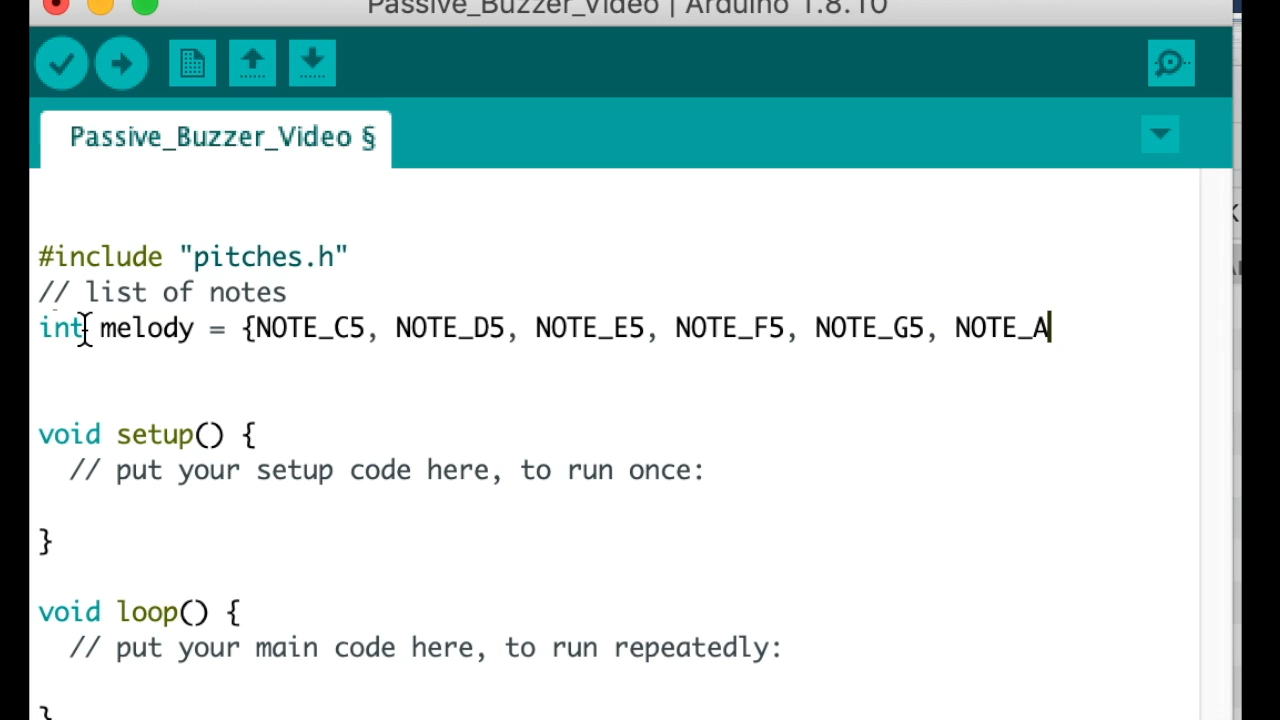 Passive_Buzzer_Video | Arduino 1.8.10
Passive_Buzzer_Video §
#include "pitches.h"
// list of notes
int melody = {NOTE_C5, NOTE_D5, NOTE_E5, NOTE_F5, NOTE_G5, NOTE_A
void setup() {
// put your setup code here, to run once:
}
void loop() {
// put your main code here, to run repeatedly:
}